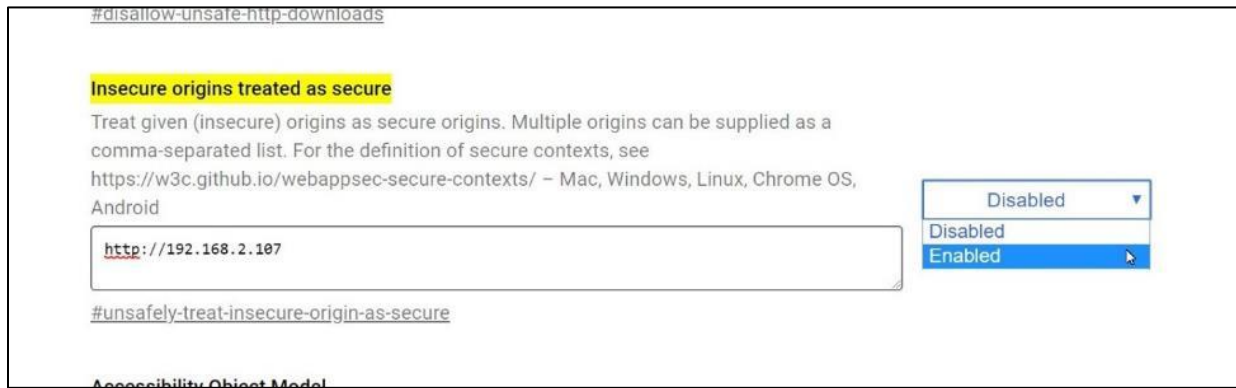 #disallow-unsafe-http-downloads
Insecure origins treated as secure
Treat given (insecure) origins as secure origins. Multiple origins can be supplied as a
comma-separated list. For the definition of secure contexts, see
https://w3c.github.io/webappsec-secure-contexts/ – Mac, Windows, Linux, Chrome OS,
Android
http://192.168.2.107
Disabled
Disabled
Enabled
#unsafely-treat-insecure-origin-as-secure
Accessibility Object Model